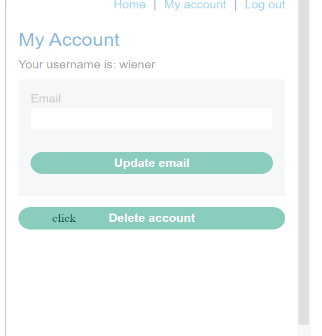 Home | My account | Log out
My Account
Your username is: wiener
Email
Update email
click Delete account